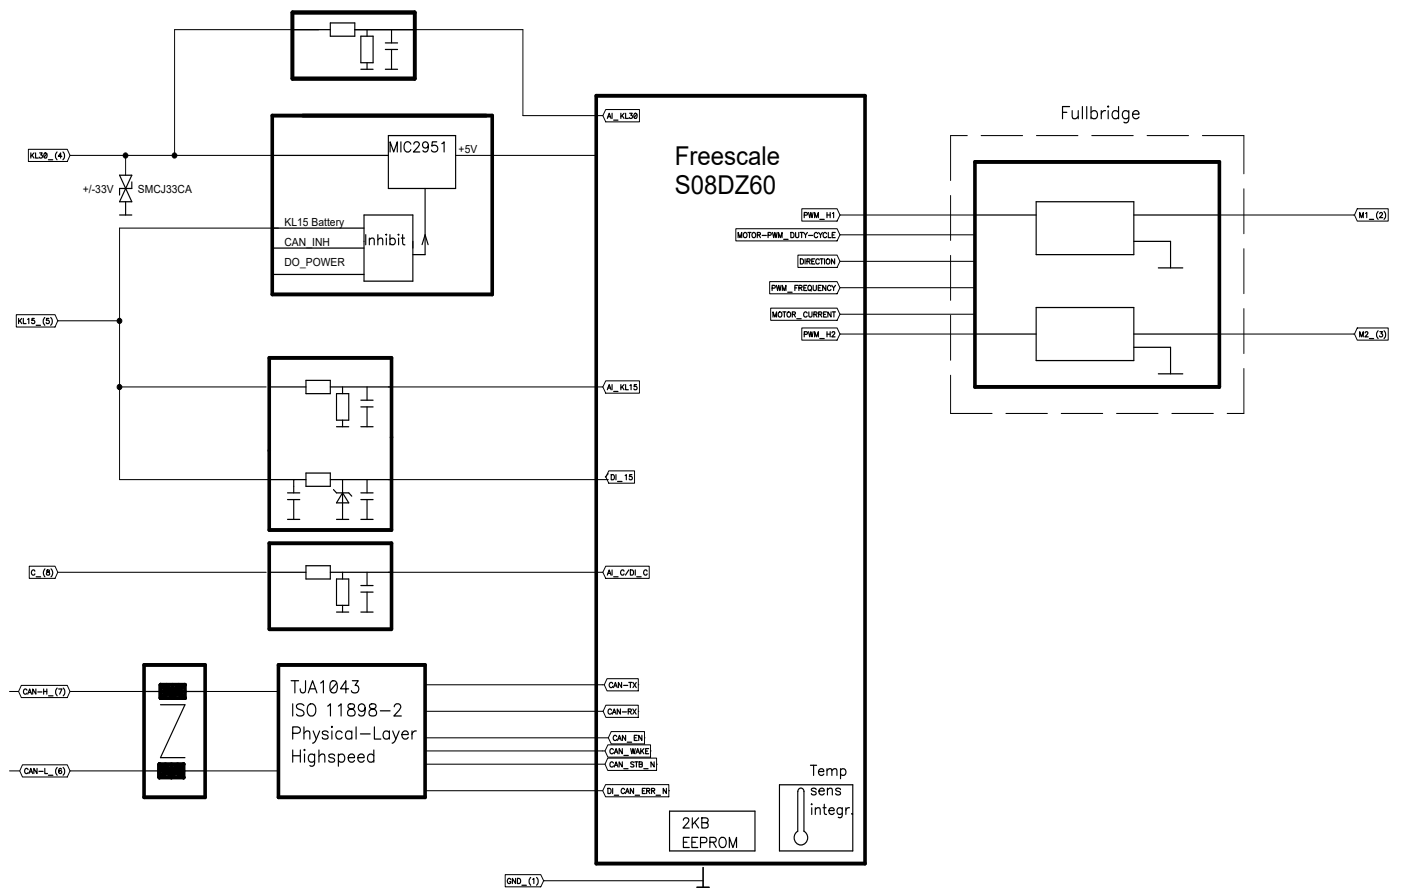 Fullbridge
AI_KL30
Freescale
S08DZ60
KL30_(4)
MIC2951
+5V
+/-33V
SMCJ33CA
KL15 Battery
CAN_INH
DO_POWER
Inhibit
PWM_H1
MOTOR-PWM_DUTY-CYCLE
DIRECTION
PWM_FREQUENCY
MOTOR_CURRENT
PWM_H2
M1_(2)
M2_(3)
KL15_(5)
AI_KL15
DI_15
C_(8)
AI_C/DI_C
CAN-H_(7)
CAN-L_(6)
TJA1043
ISO 11898-2
Physical-Layer
Highspeed
CAN-TX
CAN-RX
CAN_EN
CAN_WAKE
CAN_STB_N
DI_CAN_ERR_N
2KB
EEPROM
Temp
sens
integr.
GND_(1)